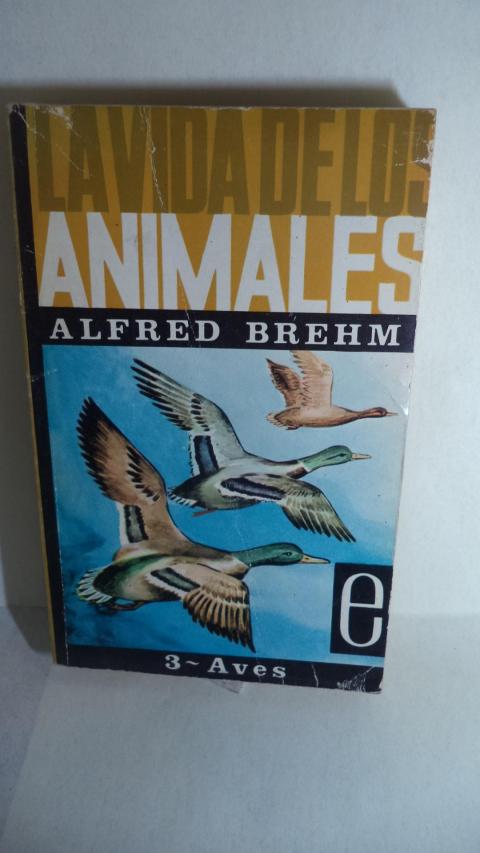 LA VIDA DE LOS
ANIMALES
ALFRED BREHM
e
3~Aves